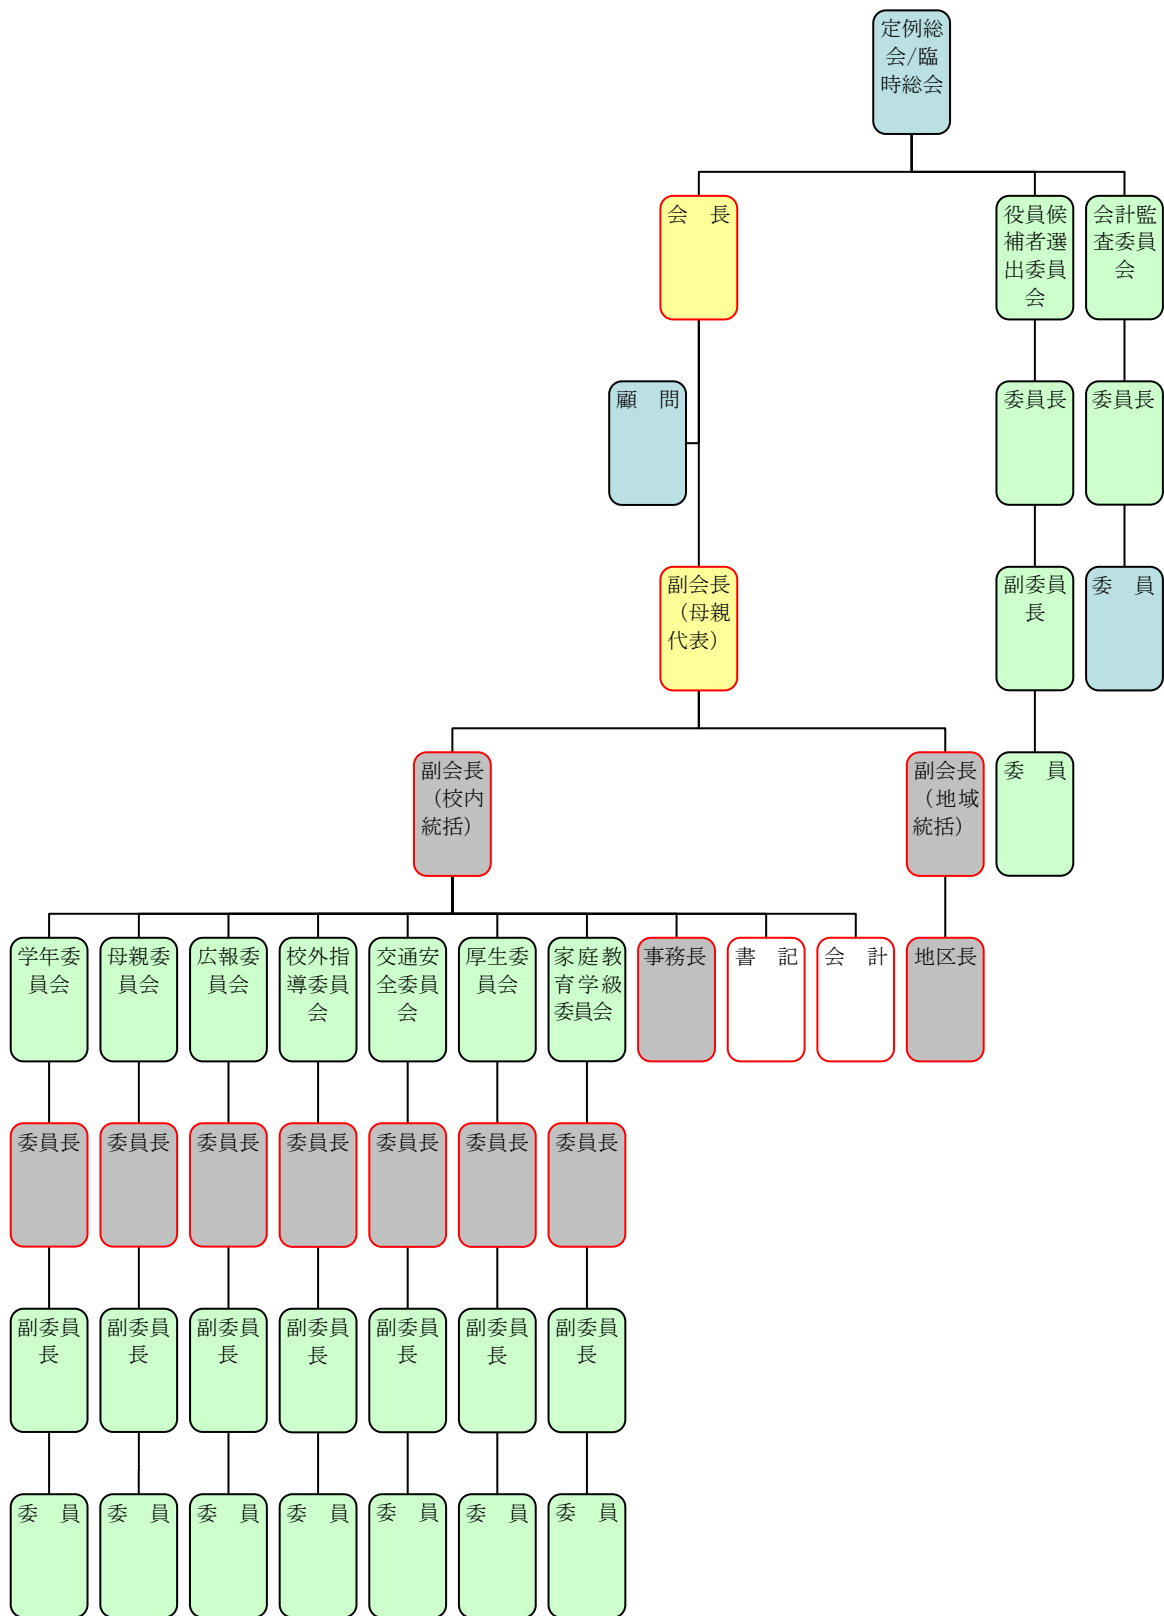 定例総
会/臨
時総会
会　長
役員候
補者選
出委員
会
会計監
査委員
会
顧　問
委員長
委員長
副会長
（母親
代表）
副委員
長
委　員
副会長
（校内
統括）
副会長
（地域
統括）
委　員
学年委
員会
母親委
員会
広報委
員会
校外指
導委員
会
交通安
全委員
会
厚生委
員会
家庭教
育学級
委員会
事務長
書　記
会　計
地区長
委員長
委員長
委員長
委員長
委員長
委員長
委員長
副委員
長
副委員
長
副委員
長
副委員
長
副委員
長
副委員
長
副委員
長
委　員
委　員
委　員
委　員
委　員
委　員
委　員